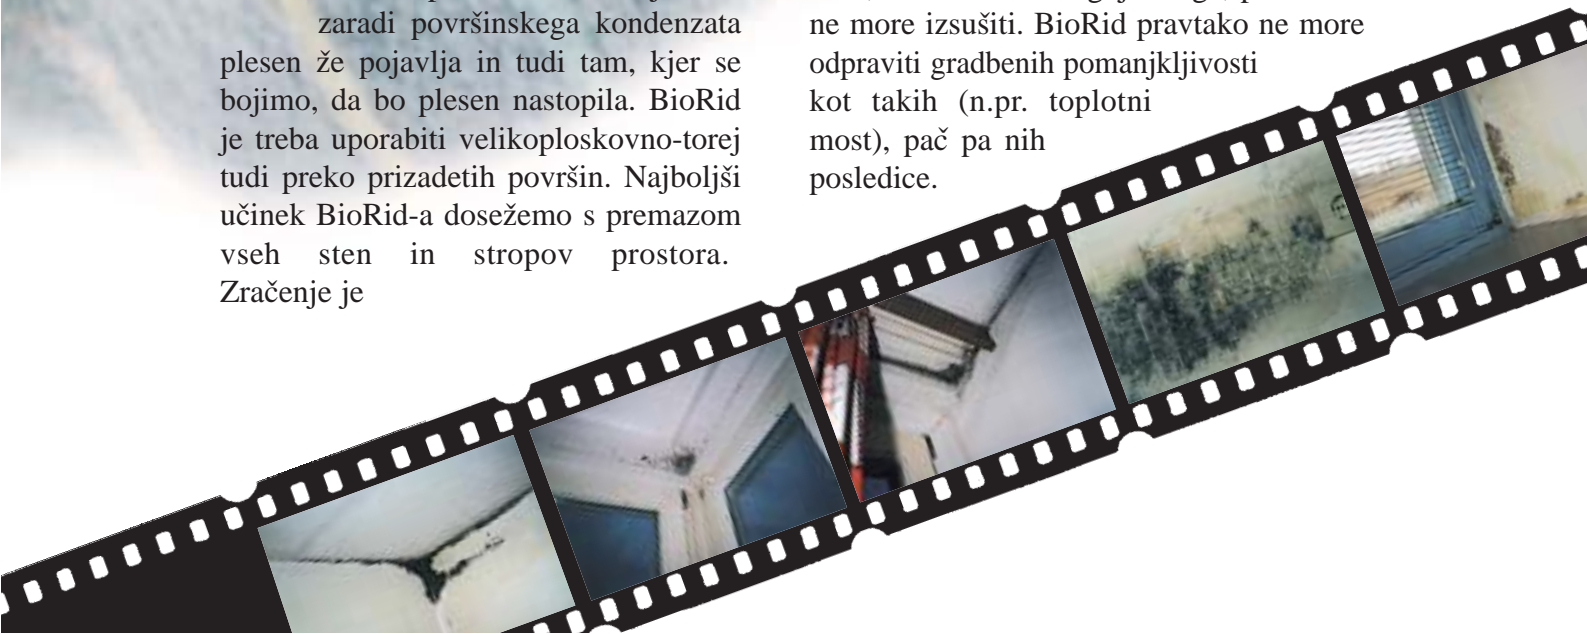 zaradi površinskega kondenzata
plesen že pojavlja in tudi tam, kjer se
bojimo, da bo plesen nastopila. BioRid
je treba uporabiti velikoploskovno-torej
tudi preko prizadetih površin. Najboljši
učinek BioRid-a dosežemo s premazom
vseh sten in stropov prostora.
Zračenje je
ne more izsušiti. BioRid pravtako ne more
odpraviti gradbenih pomanjkljivosti
kot takih (n.pr. toplotni
most), pač pa nih
posledice.